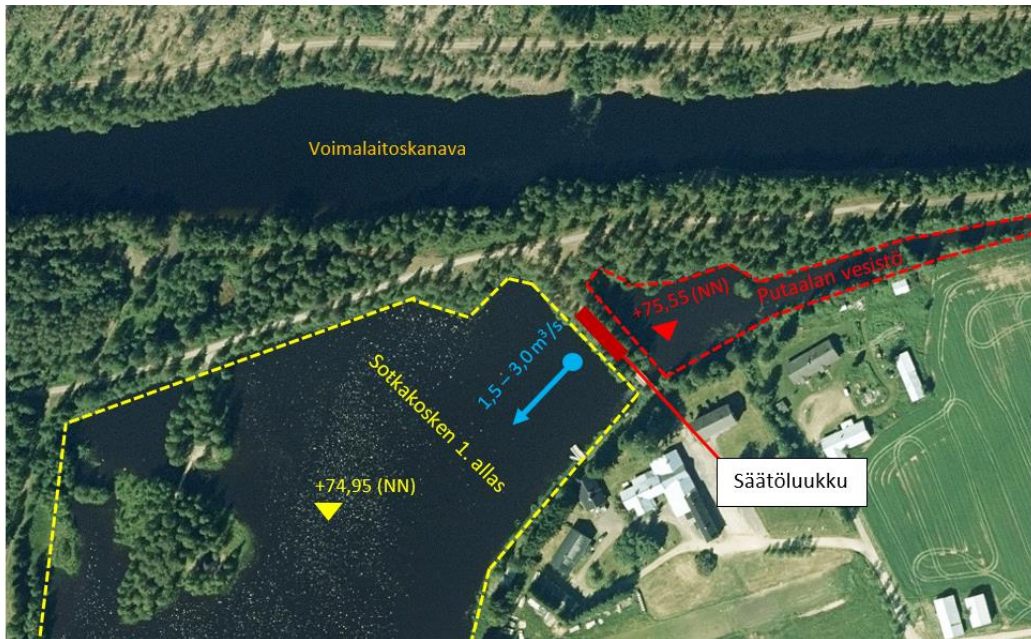 Voimalaitoskanava
Putaalan vesistö
+75,55 (NN)
1,5 – 3,0 m³/s
Sotkakosken 1. allas
+74,95 (NN)
Säätöluukku